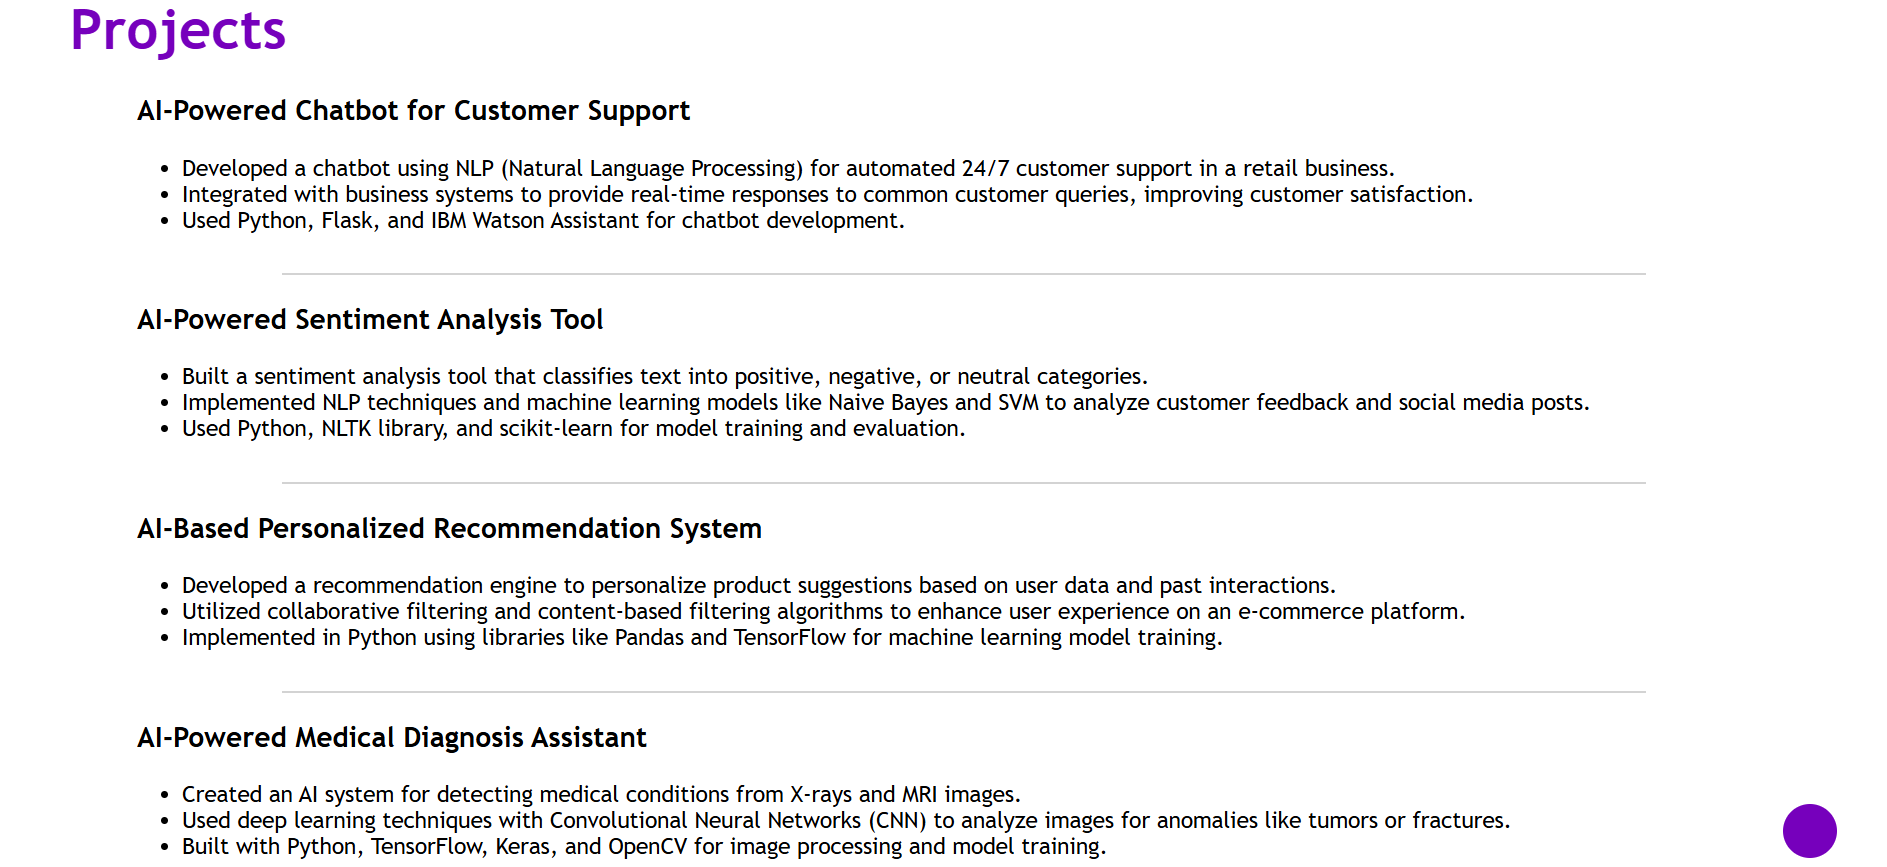 Projects
AI-Powered Chatbot for Customer Support
• Developed a chatbot using NLP (Natural Language Processing) for automated 24/7 customer support in a retail business.
• Integrated with business systems to provide real-time responses to common customer queries, improving customer satisfaction.
• Used Python, Flask, and IBM Watson Assistant for chatbot development.
AI-Powered Sentiment Analysis Tool
• Built a sentiment analysis tool that classifies text into positive, negative, or neutral categories.
• Implemented NLP techniques and machine learning models like Naive Bayes and SVM to analyze customer feedback and social media posts.
• Used Python, NLTK library, and scikit-learn for model training and evaluation.
AI-Based Personalized Recommendation System
• Developed a recommendation engine to personalize product suggestions based on user data and past interactions.
• Utilized collaborative filtering and content-based filtering algorithms to enhance user experience on an e-commerce platform.
• Implemented in Python using libraries like Pandas and TensorFlow for machine learning model training.
AI-Powered Medical Diagnosis Assistant
• Created an AI system for detecting medical conditions from X-rays and MRI images.
• Used deep learning techniques with Convolutional Neural Networks (CNN) to analyze images for anomalies like tumors or fractures.
• Built with Python, TensorFlow, Keras, and OpenCV for image processing and model training.